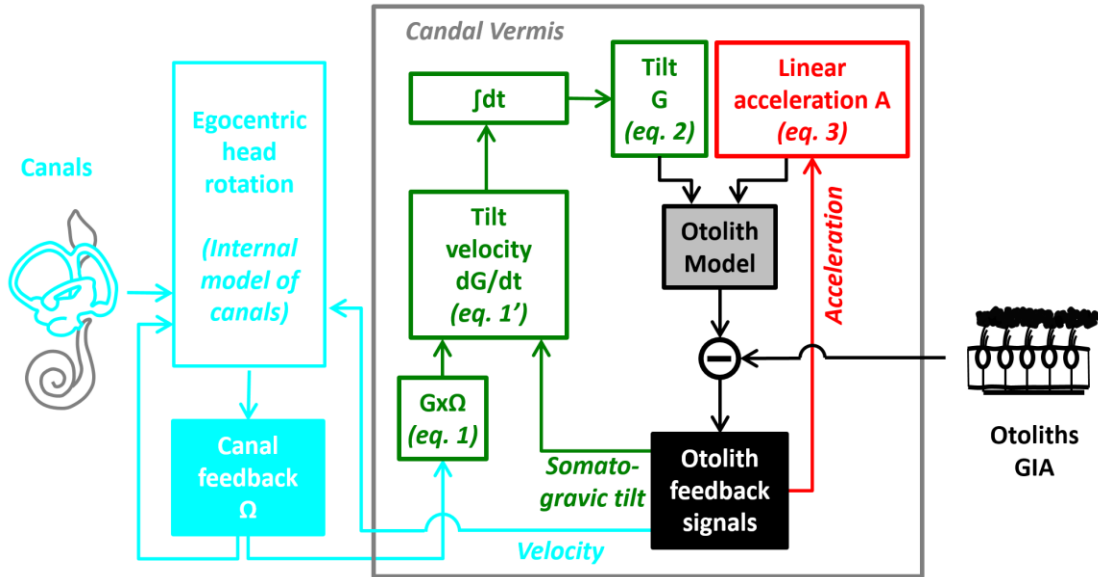 Candal Vermis
Canals
Egocentric
head
rotation
(Internal
model of
canals)
Canal
feedback
Ω
∫dt
Tilt
velocity
dG/dt
(eq. 1’)
GxΩ
(eq. 1)
Tilt
G
(eq. 2)
Linear
acceleration A
(eq. 3)
Otolith
Model
Acceleration
Somato-
gravic tilt
Otolith
feedback
signals
Velocity
Otoliths
GIA